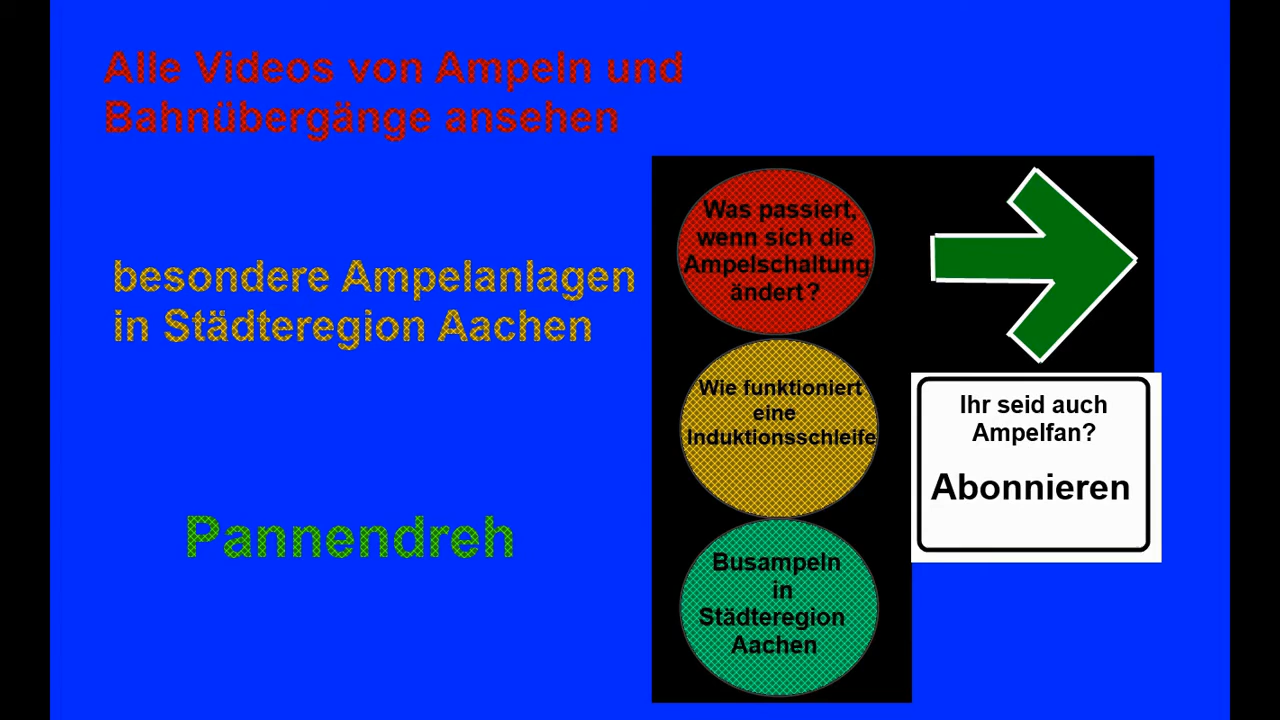 Alle Videos von Ampeln und
Bahnübergänge ansehen
besondere Ampelanlagen
in Städteregion Aachen
Pannendreh
Was passiert,
wenn sich die
Ampelschaltung
ändert?
Wie funktioniert
eine
Induktionsschleife
Busampeln
in
Städteregion
Aachen
Ihr seid auch
Ampelfan?
Abonnieren